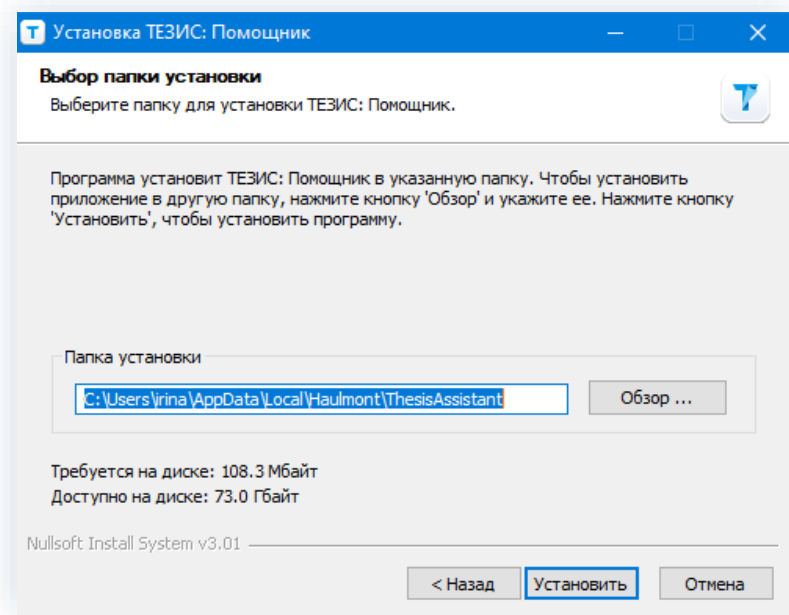 Установка ТЕЗИС: Помощник
Выбор папки установки
Выберите папку для установки ТЕЗИС: Помощник.
Программа установит ТЕЗИС: Помощник в указанную папку. Чтобы установить
приложение в другую папку, нажмите кнопку 'Обзор' и укажите ее. Нажмите кнопку
'Установить', чтобы установить программу.
Папка установки
C:\Users\irina\AppData\Local\Haulmont\ThesisAssistant
Обзор ...
Требуется на диске: 108.3 Мбайт
Доступно на диске: 73.0 Гбайт
Nullsoft Install System v3.01
< Назад
Установить
Отмена